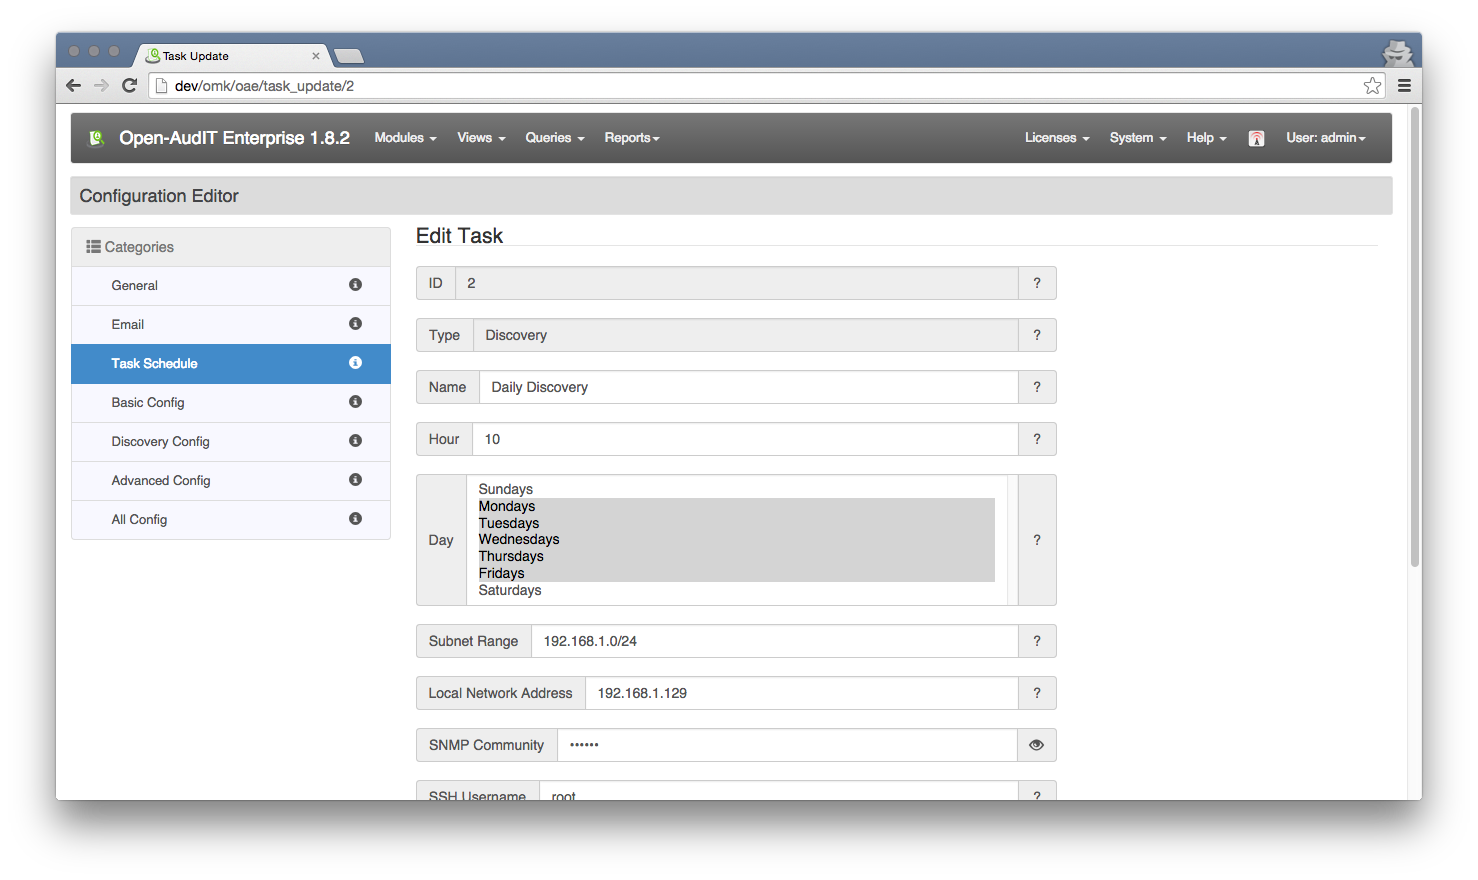 Task Update
dev/omk/oae/task_update/2
Open-AudIT Enterprise 1.8.2 Modules Views Queries Reports Licenses System Help User: admin
Configuration Editor
Categories
General
Email
Task Schedule
Basic Config
Discovery Config
Advanced Config
All Config
Edit Task
ID 2 ?
Type Discovery ?
Name Daily Discovery ?
Hour 10 ?
Day ?
Sundays
Mondays
Tuesdays
Wednesdays
Thursdays
Fridays
Saturdays
Subnet Range 192.168.1.0/24 ?
Local Network Address 192.168.1.129 ?
SNMP Community ••••••
SSH Username root ?